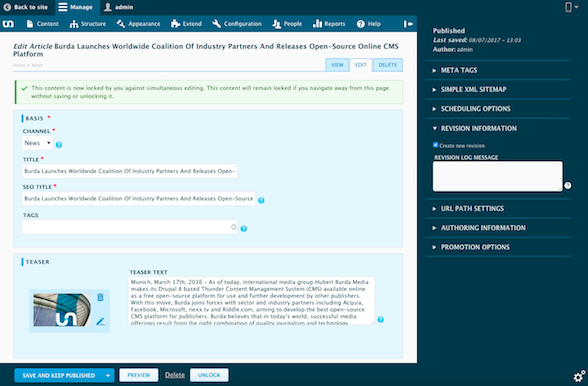 Back to site
Manage
admin
Content
Structure
Appearance
Extend
Configuration
People
Reports
Help
Edit Article Burda Launches Worldwide Coalition Of Industry Partners And Releases Open-Source Online CMS
Platform
Home » News
VIEW
EDIT
DELETE
This content is now locked by you against simultaneous editing. This content will remain locked if you navigate away from this page
without saving or unlocking it.
BASIS *
CHANNEL *
News
TITLE *
Burda Launches Worldwide Coalition Of Industry Partners And Releases Open-
SEO TITLE *
Burda Launches Worldwide Coalition Of Industry Partners And Releases Open-Source
TAGS
TEASER
TEASER TEXT
Munich, March 17th, 2016 - As of today, international media group Hubert Burda Media
makes its Drupal 8 based Thunder Content Management System (CMS) available online
as a free open-source platform for use and further development by other publishers.
With this move, Burda joins forces with sector and industry partners including Acquia,
Facebook, Microsoft, nexx.tv and Riddle.com, aiming to develop the best open-source
CMS platform for publishers. Burda believes that in today's world, successful media
offerings result from the right combination of quality journalism and technology.
SAVE AND KEEP PUBLISHED
PREVIEW
Delete
UNLOCK
Published
Last saved: 08/07/2017 - 13:03
Author: admin
META TAGS
SIMPLE XML SITEMAP
SCHEDULING OPTIONS
REVISION INFORMATION
Create new revision
REVISION LOG MESSAGE
URL PATH SETTINGS
AUTHORING INFORMATION
PROMOTION OPTIONS